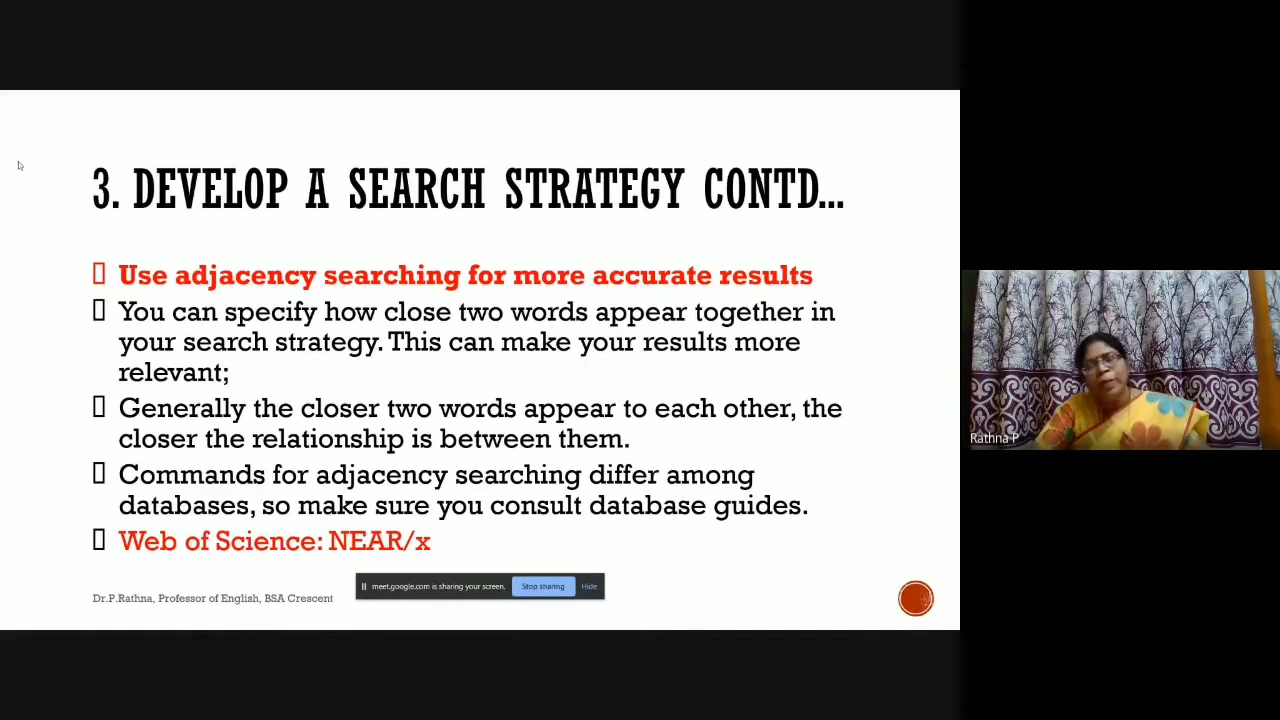 3. DEVELOP A SEARCH STRATEGY CONTD...
Use adjacency searching for more accurate results
You can specify how close two words appear together in
your search strategy. This can make your results more
relevant;
Generally the closer two words appear to each other, the
closer the relationship is between them.
Commands for adjacency searching differ among
databases, so make sure you consult database guides.
Web of Science: NEAR/x
meet.google.com is sharing your screen. Stop sharing Hide
Dr.P.Rathna, Professor of English, BSA Crescent
Rathna P